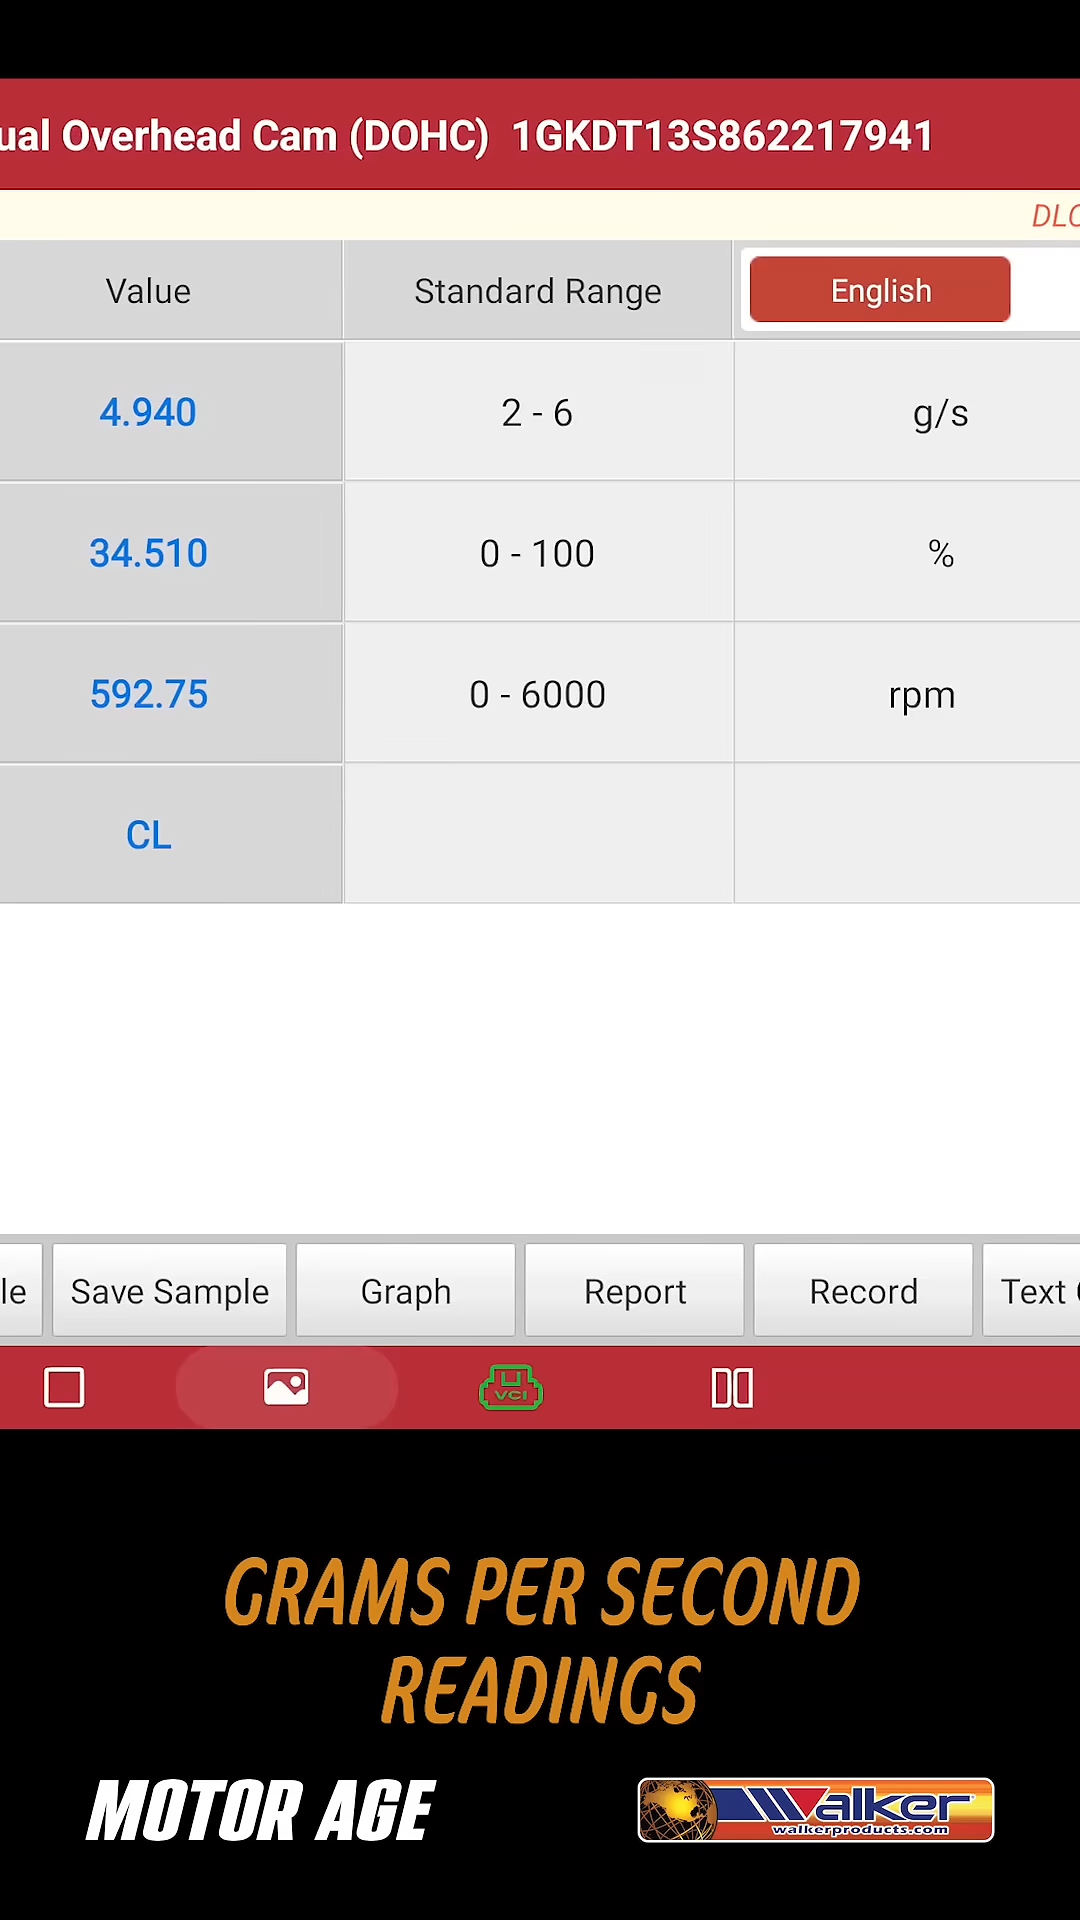 ual Overhead Cam (DOHC) 1GKDT13S862217941
DLC
Value Standard Range English
4.940 2 - 6 g/s
34.510 0 - 100 %
592.75 0 - 6000 rpm
CL
le Save Sample Graph Report Record Text
VCI
GRAMS PER SECOND
READINGS
MOTOR AGE
Walker
walkerproducts.com